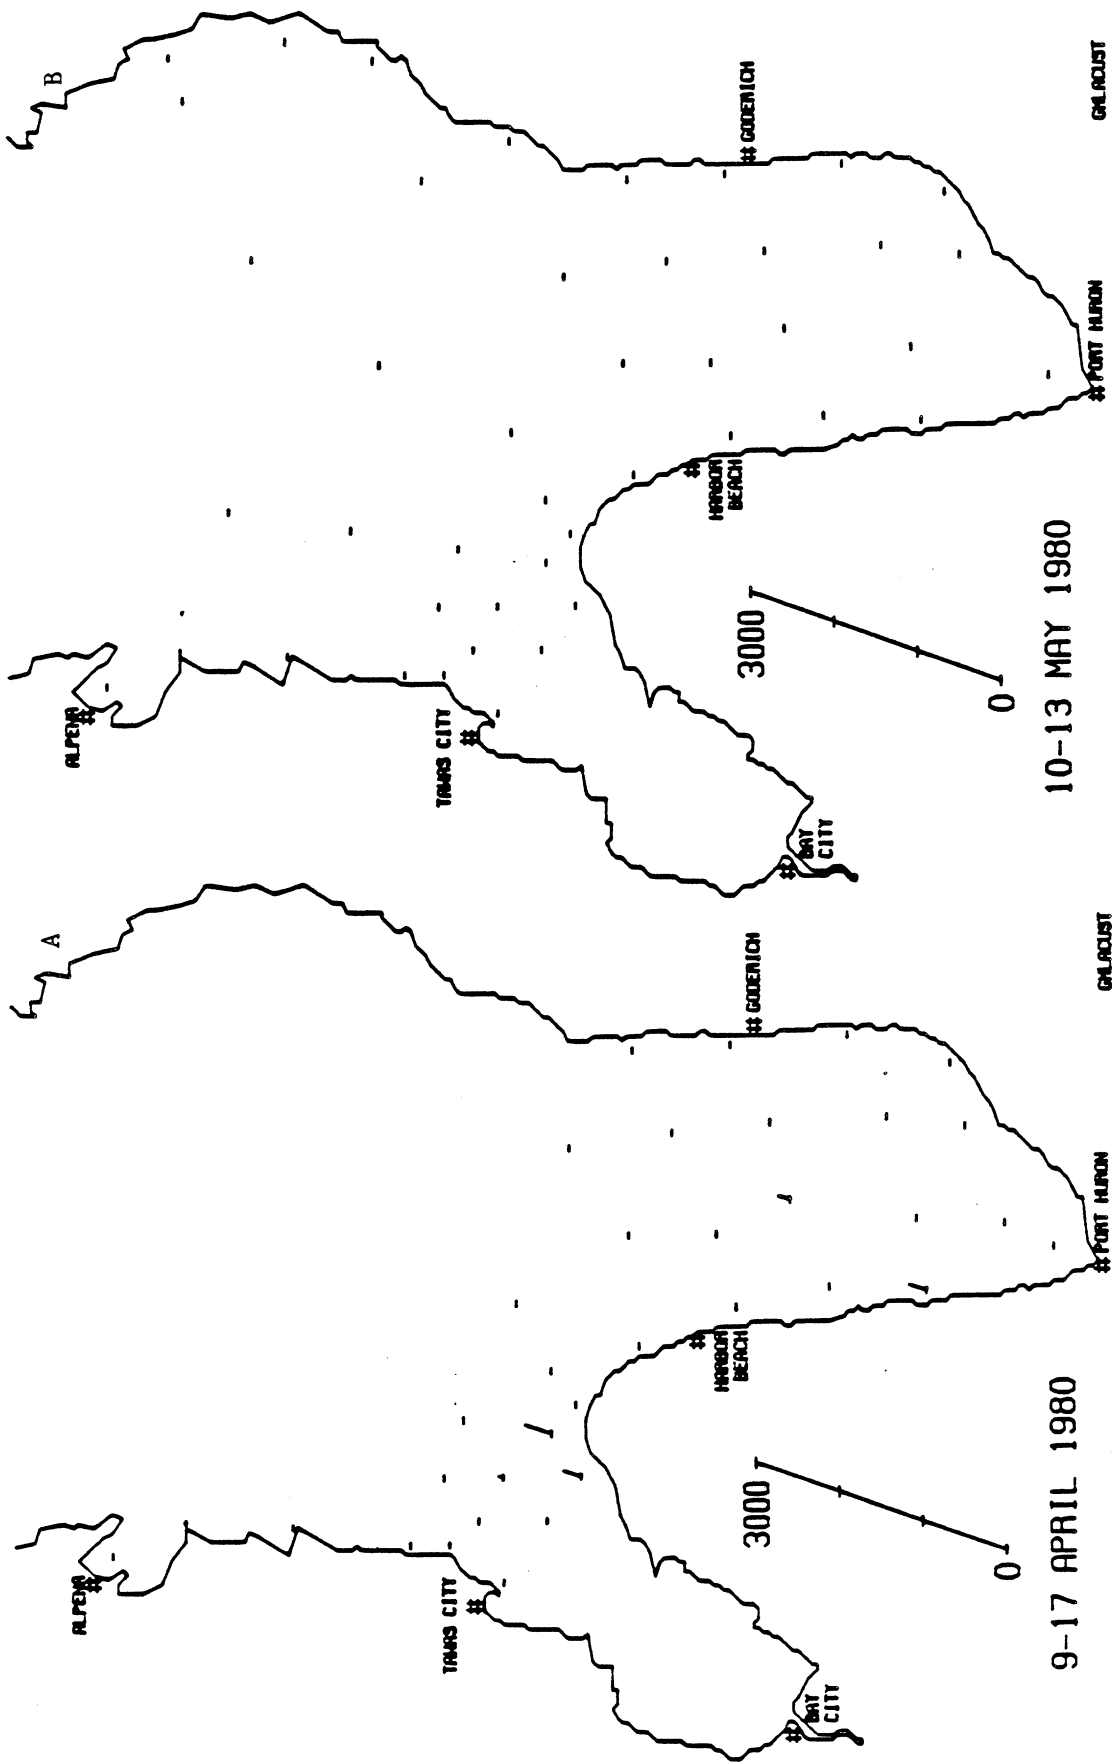 B
ALPENA
#
TAWAS CITY
#
# GODERICH
HARBOR
BEACH
#
BAY
CITY
#
# PORT HURON
3000
0
10-13 MAY 1980
GMLACUST
A
ALPENA
#
TAWAS CITY
#
# GODERICH
HARBOR
BEACH
#
BAY
CITY
#
# PORT HURON
3000
0
9-17 APRIL 1980
GMLACUST